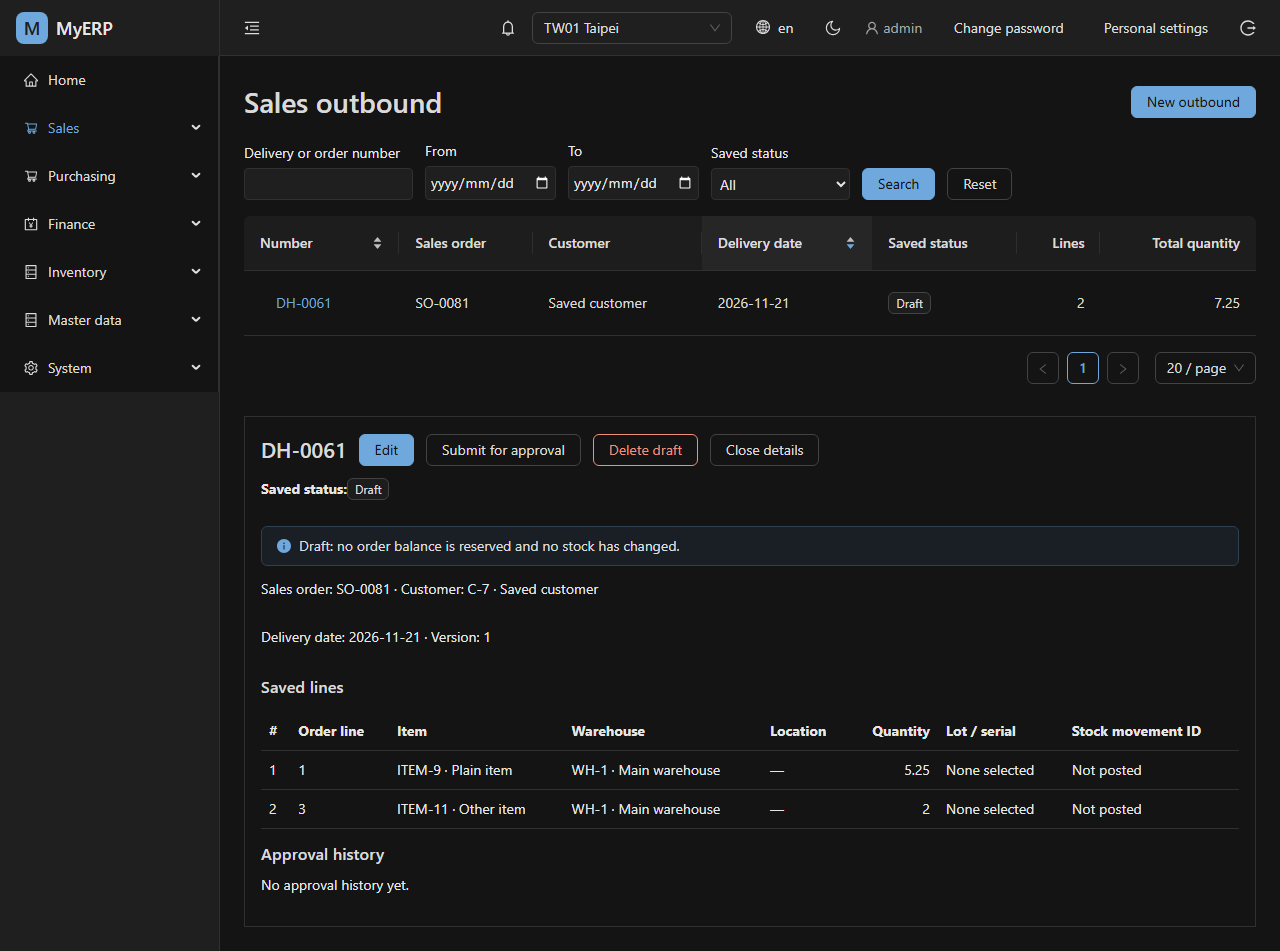 M MyERP
TW01 Taipei
en
admin
Change password
Personal settings
Home
Sales
Purchasing
Finance
Inventory
Master data
System
Sales outbound
New outbound
Delivery or order number
From
To
Saved status
yyyy/mm/dd
yyyy/mm/dd
All
Search
Reset
Number Sales order Customer Delivery date Saved status Lines Total quantity
DH-0061 SO-0081 Saved customer 2026-11-21 Draft 2 7.25
< 1 > 20 / page
DH-0061 Edit Submit for approval Delete draft Close details
Saved status: Draft
Draft: no order balance is reserved and no stock has changed.
Sales order: SO-0081 · Customer: C-7 · Saved customer
Delivery date: 2026-11-21 · Version: 1
Saved lines
# Order line Item Warehouse Location Quantity Lot / serial Stock movement ID
1 1 ITEM-9 · Plain item WH-1 · Main warehouse — 5.25 None selected Not posted
2 3 ITEM-11 · Other item WH-1 · Main warehouse — 2 None selected Not posted
Approval history
No approval history yet.